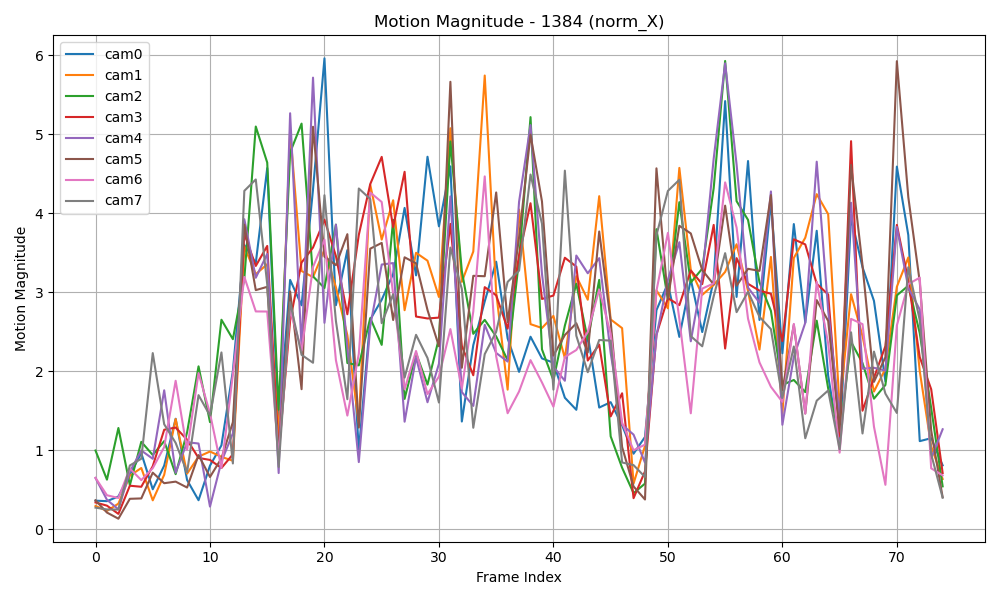 Motion Magnitude - 1384 (norm_X)
cam0
cam1
cam2
cam3
cam4
cam5
cam6
cam7
Motion Magnitude
6
5
4
3
2
1
0
0 10 20 30 40 50 60 70
Frame Index